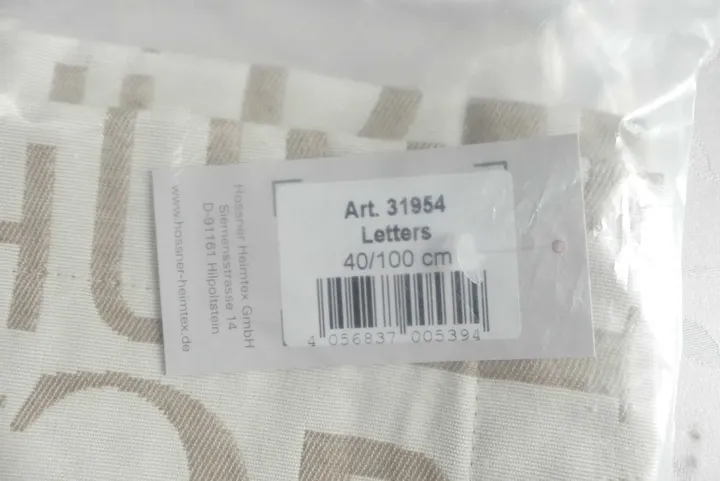 Hossner Heimtex GmbH
Siemensstrasse 14
D-91161 Hilpoltstein
www.hossner-heimtex.de
Art. 31954
Letters
40/100 cm
4 056837 005394